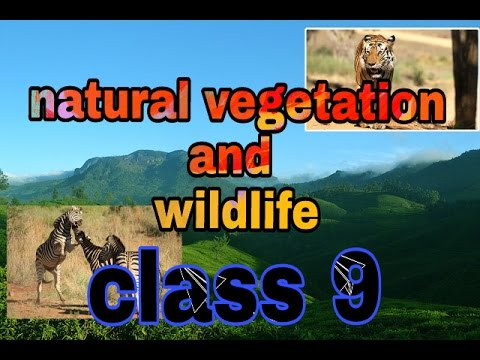 natural vegetation
and
wildlife
class 9